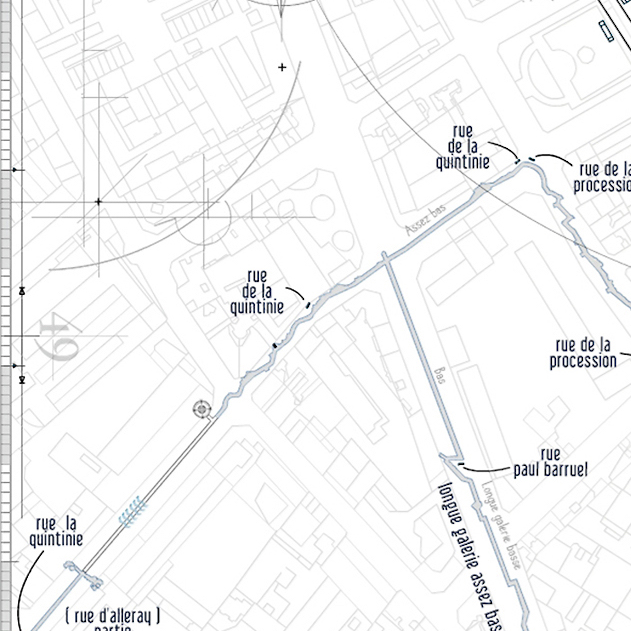 rue
de la
quintinie
rue de la
procession
Assez bas
rue
de la
quintinie
49
rue de la
procession
Bas
rue
paul barruel
Longue galerie basse
longue galerie assez bas
rue la
quintinie
( rue d'alleray )
partie